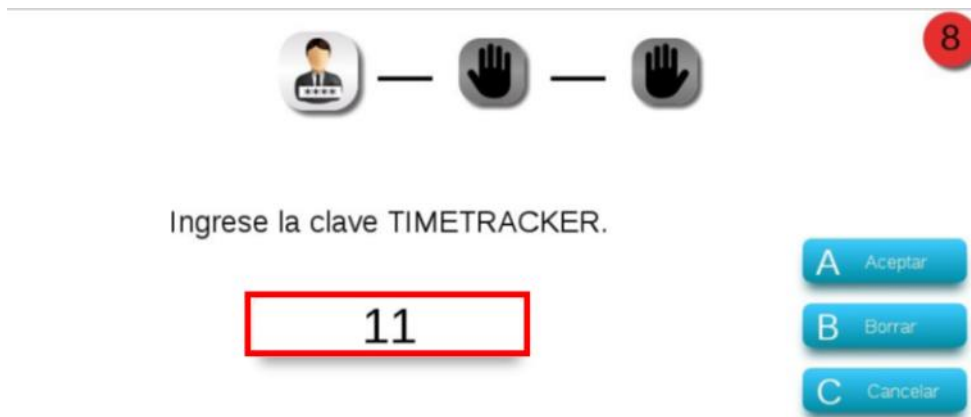 8
****
Ingrese la clave TIMETRACKER.
11
A Aceptar
B Borrar
C Cancelar